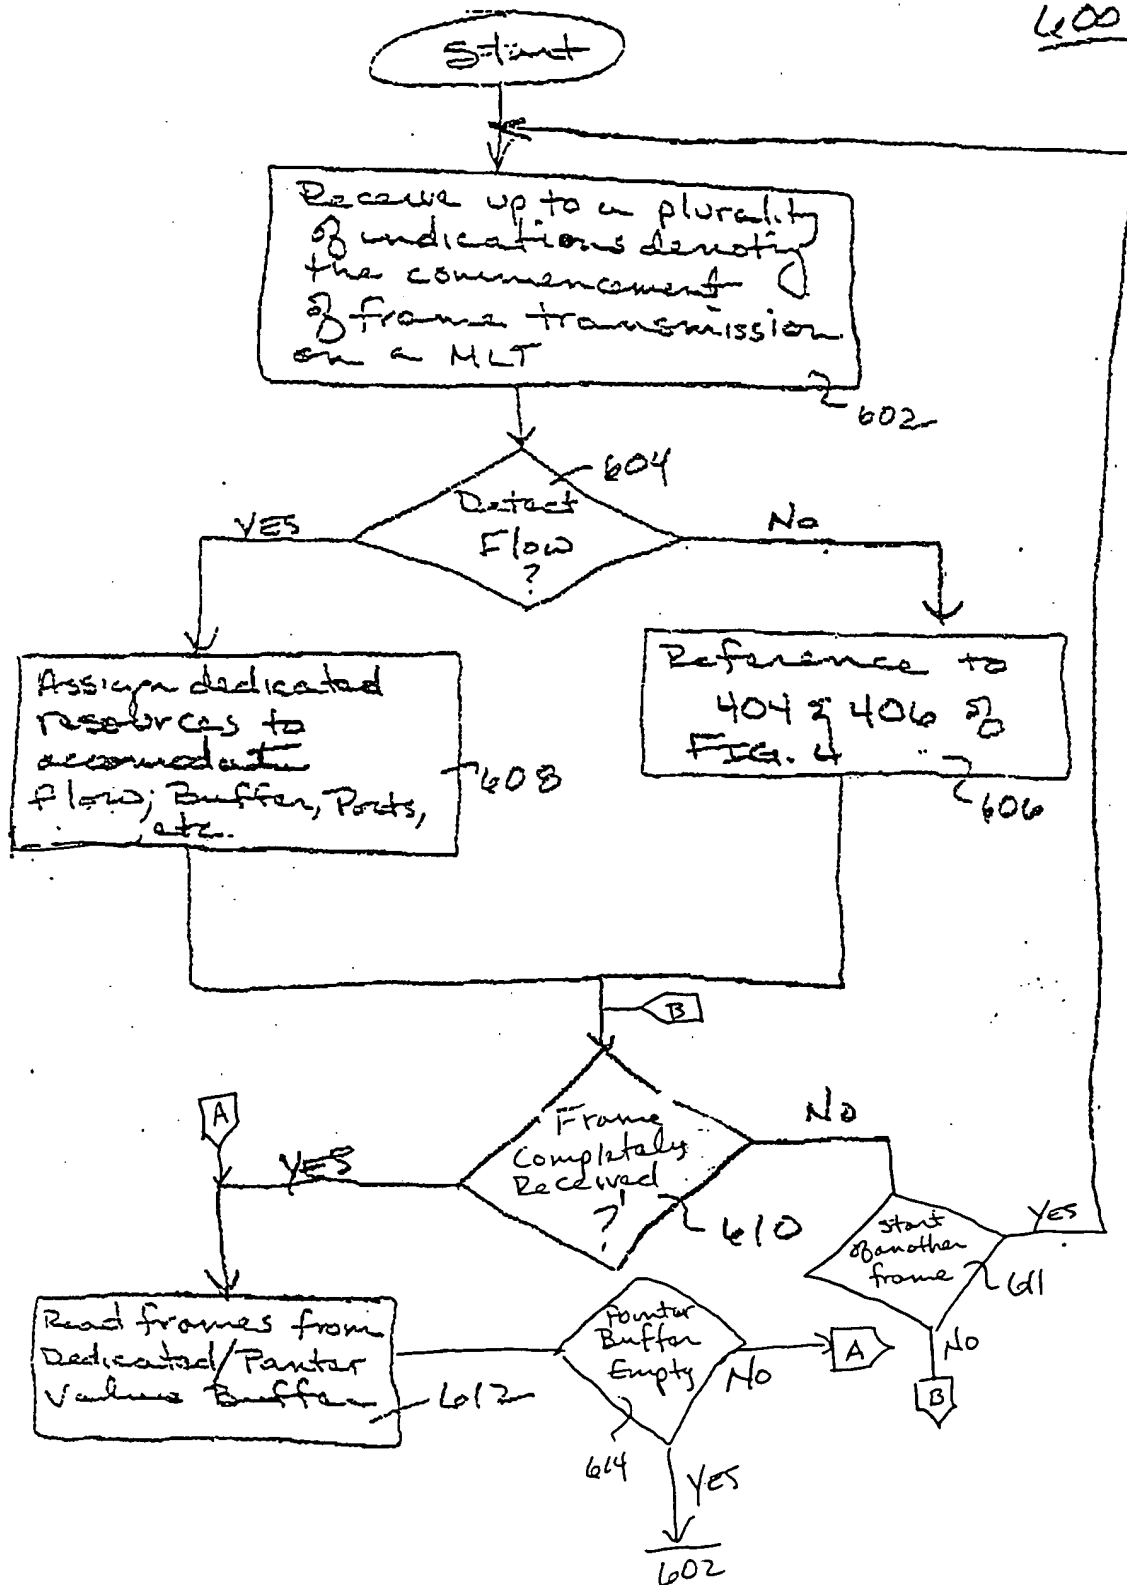 600
Start
Receive up to a plurality
of indications denoting
the commencement
of frame transmission
on a MLT
602
604
Detect
Flow
?
YES
No
Assign dedicated
resources to
accomodate
flow; Buffer, Ports,
etc.
608
Reference to
404 & 406 of
FIG. 4
606
B
A
Frame
Completely
Received
?
YES
No
610
start
of another
frame
YES
611
No
B
Read frames from
Dedicated/Pointer
Value Buffer
612
Pointer
Buffer
Empty
No
A
614
YES
602